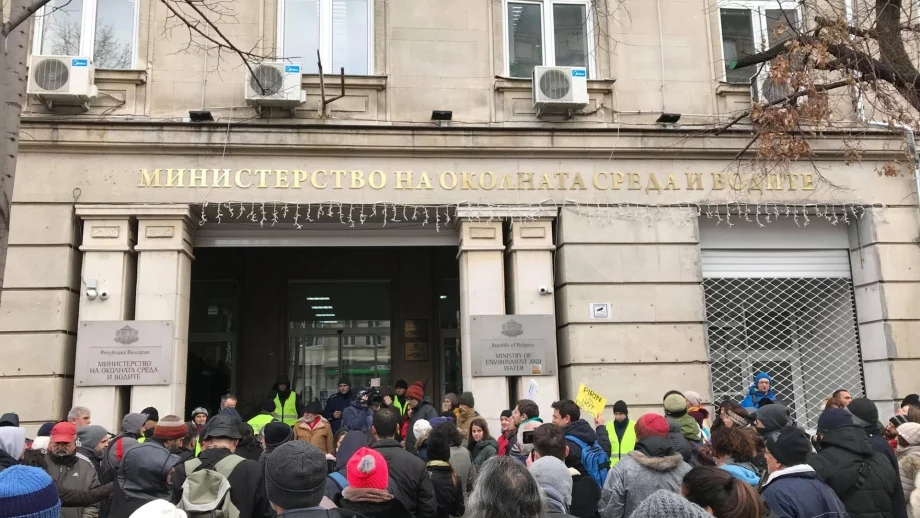 МИНИСТЕРСТВО НА ОКОЛНАТА СРЕДА И ВОДИТЕ
Република България
МИНИСТЕРСТВО
НА ОКОЛНАТА СРЕДА
И ВОДИТЕ
Republic of Bulgaria
MINISTRY OF
ENVIRONMENT AND
WATER